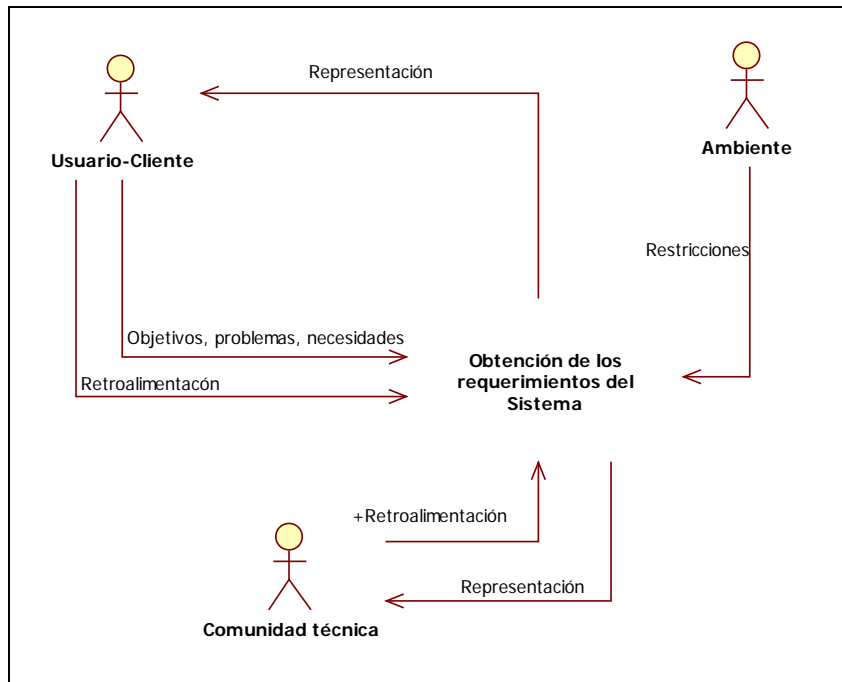 Representación
Usuario-Cliente
Ambiente
Restricciones
Objetivos, problemas, necesidades
Retroalimentacón
Obtención de los
requerimientos del
Sistema
+Retroalimentación
Representación
Comunidad técnica